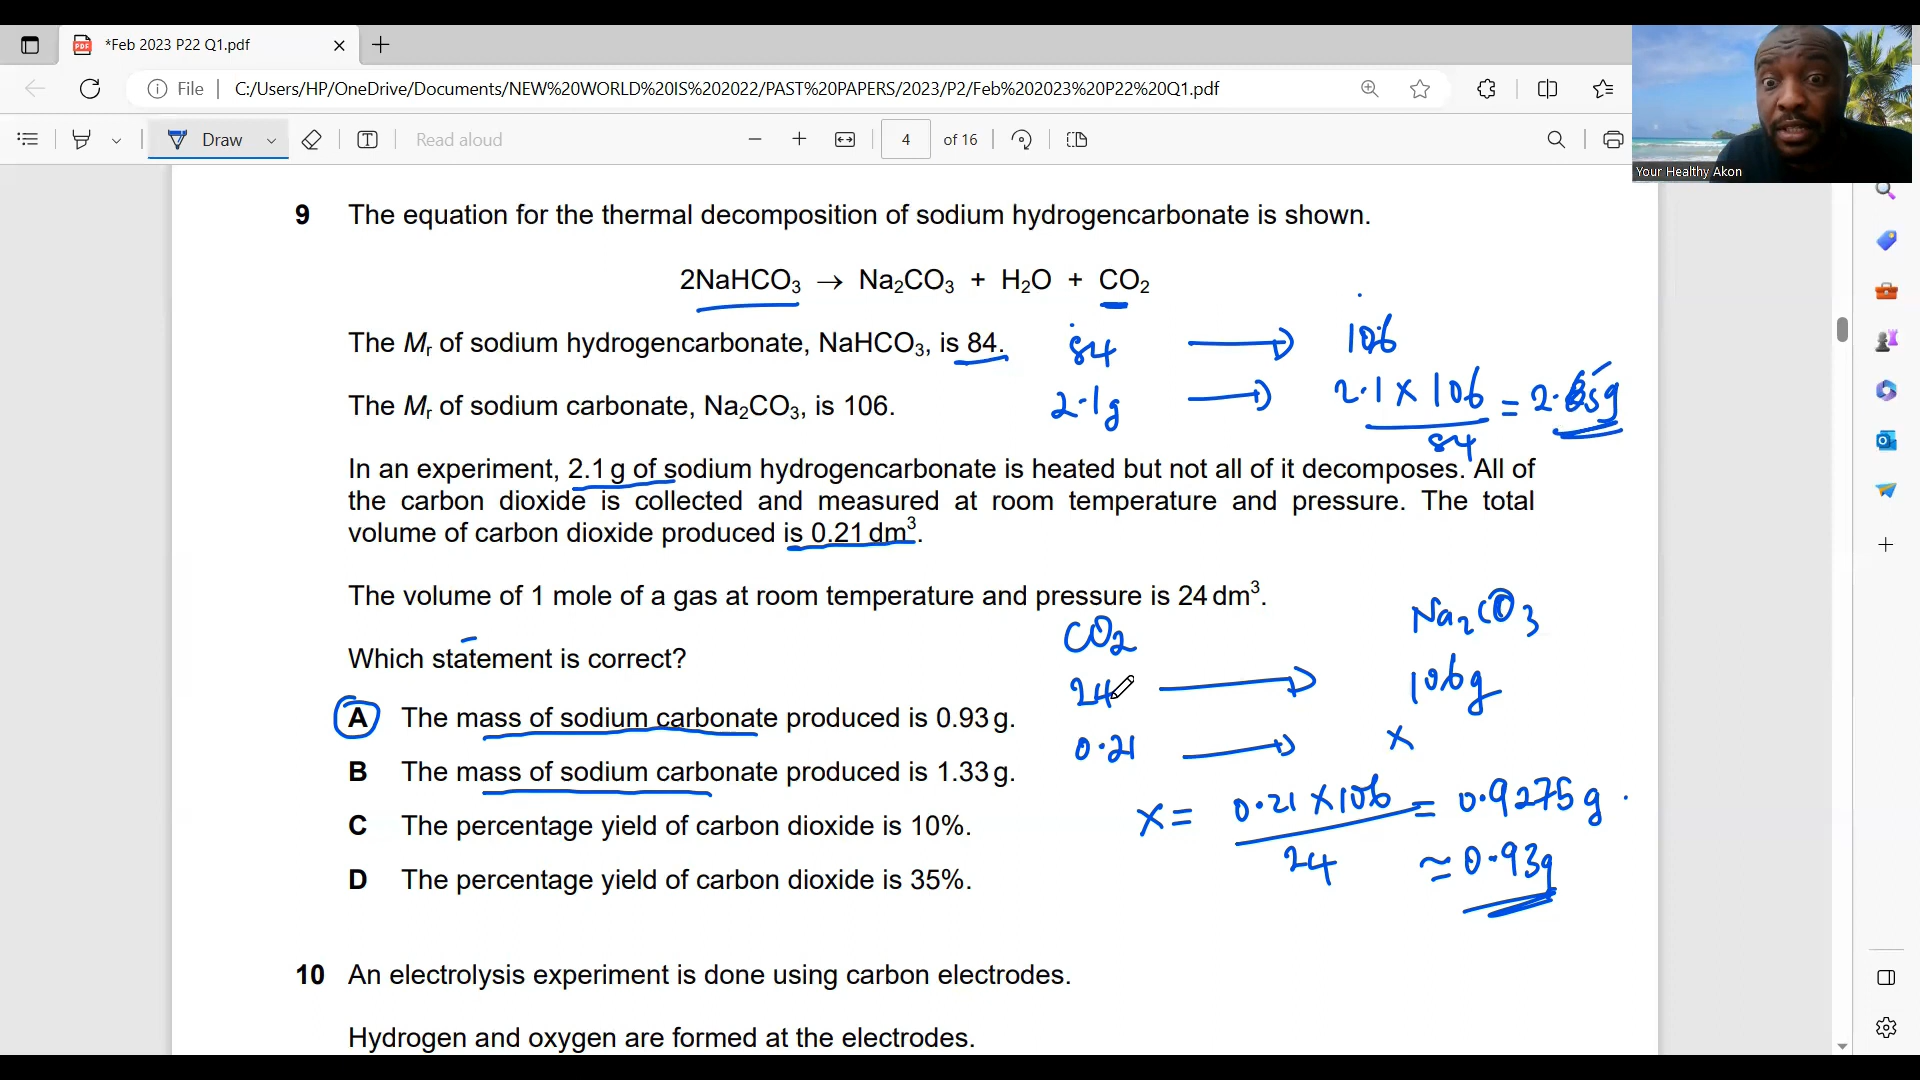 *Feb 2023 P22 Q1.pdf
File C:/Users/HP/OneDrive/Documents/NEW%20WORLD%20IS%202022/PAST%20PAPERS/2023/P2/Feb%202023%20P22%20Q1.pdf
Draw Read aloud 4 of 16
Your Healthy Akon
9 The equation for the thermal decomposition of sodium hydrogencarbonate is shown.
2NaHCO₃ → Na₂CO₃ + H₂O + CO₂
The Mᵣ of sodium hydrogencarbonate, NaHCO₃, is 84.
84 → 106
The Mᵣ of sodium carbonate, Na₂CO₃, is 106.
2.1g → 2.1 x 106 / 84 = 2.65g
In an experiment, 2.1 g of sodium hydrogencarbonate is heated but not all of it decomposes. All of
the carbon dioxide is collected and measured at room temperature and pressure. The total
volume of carbon dioxide produced is 0.21 dm³.
The volume of 1 mole of a gas at room temperature and pressure is 24 dm³.
CO₂ Na₂CO₃
Which statement is correct?
24 → 106g
A The mass of sodium carbonate produced is 0.93 g.
0.21 → x
B The mass of sodium carbonate produced is 1.33 g.
x = 0.21 x 106 / 24 = 0.9275 g
C The percentage yield of carbon dioxide is 10%.
≃ 0.93g
D The percentage yield of carbon dioxide is 35%.
10 An electrolysis experiment is done using carbon electrodes.
Hydrogen and oxygen are formed at the electrodes.